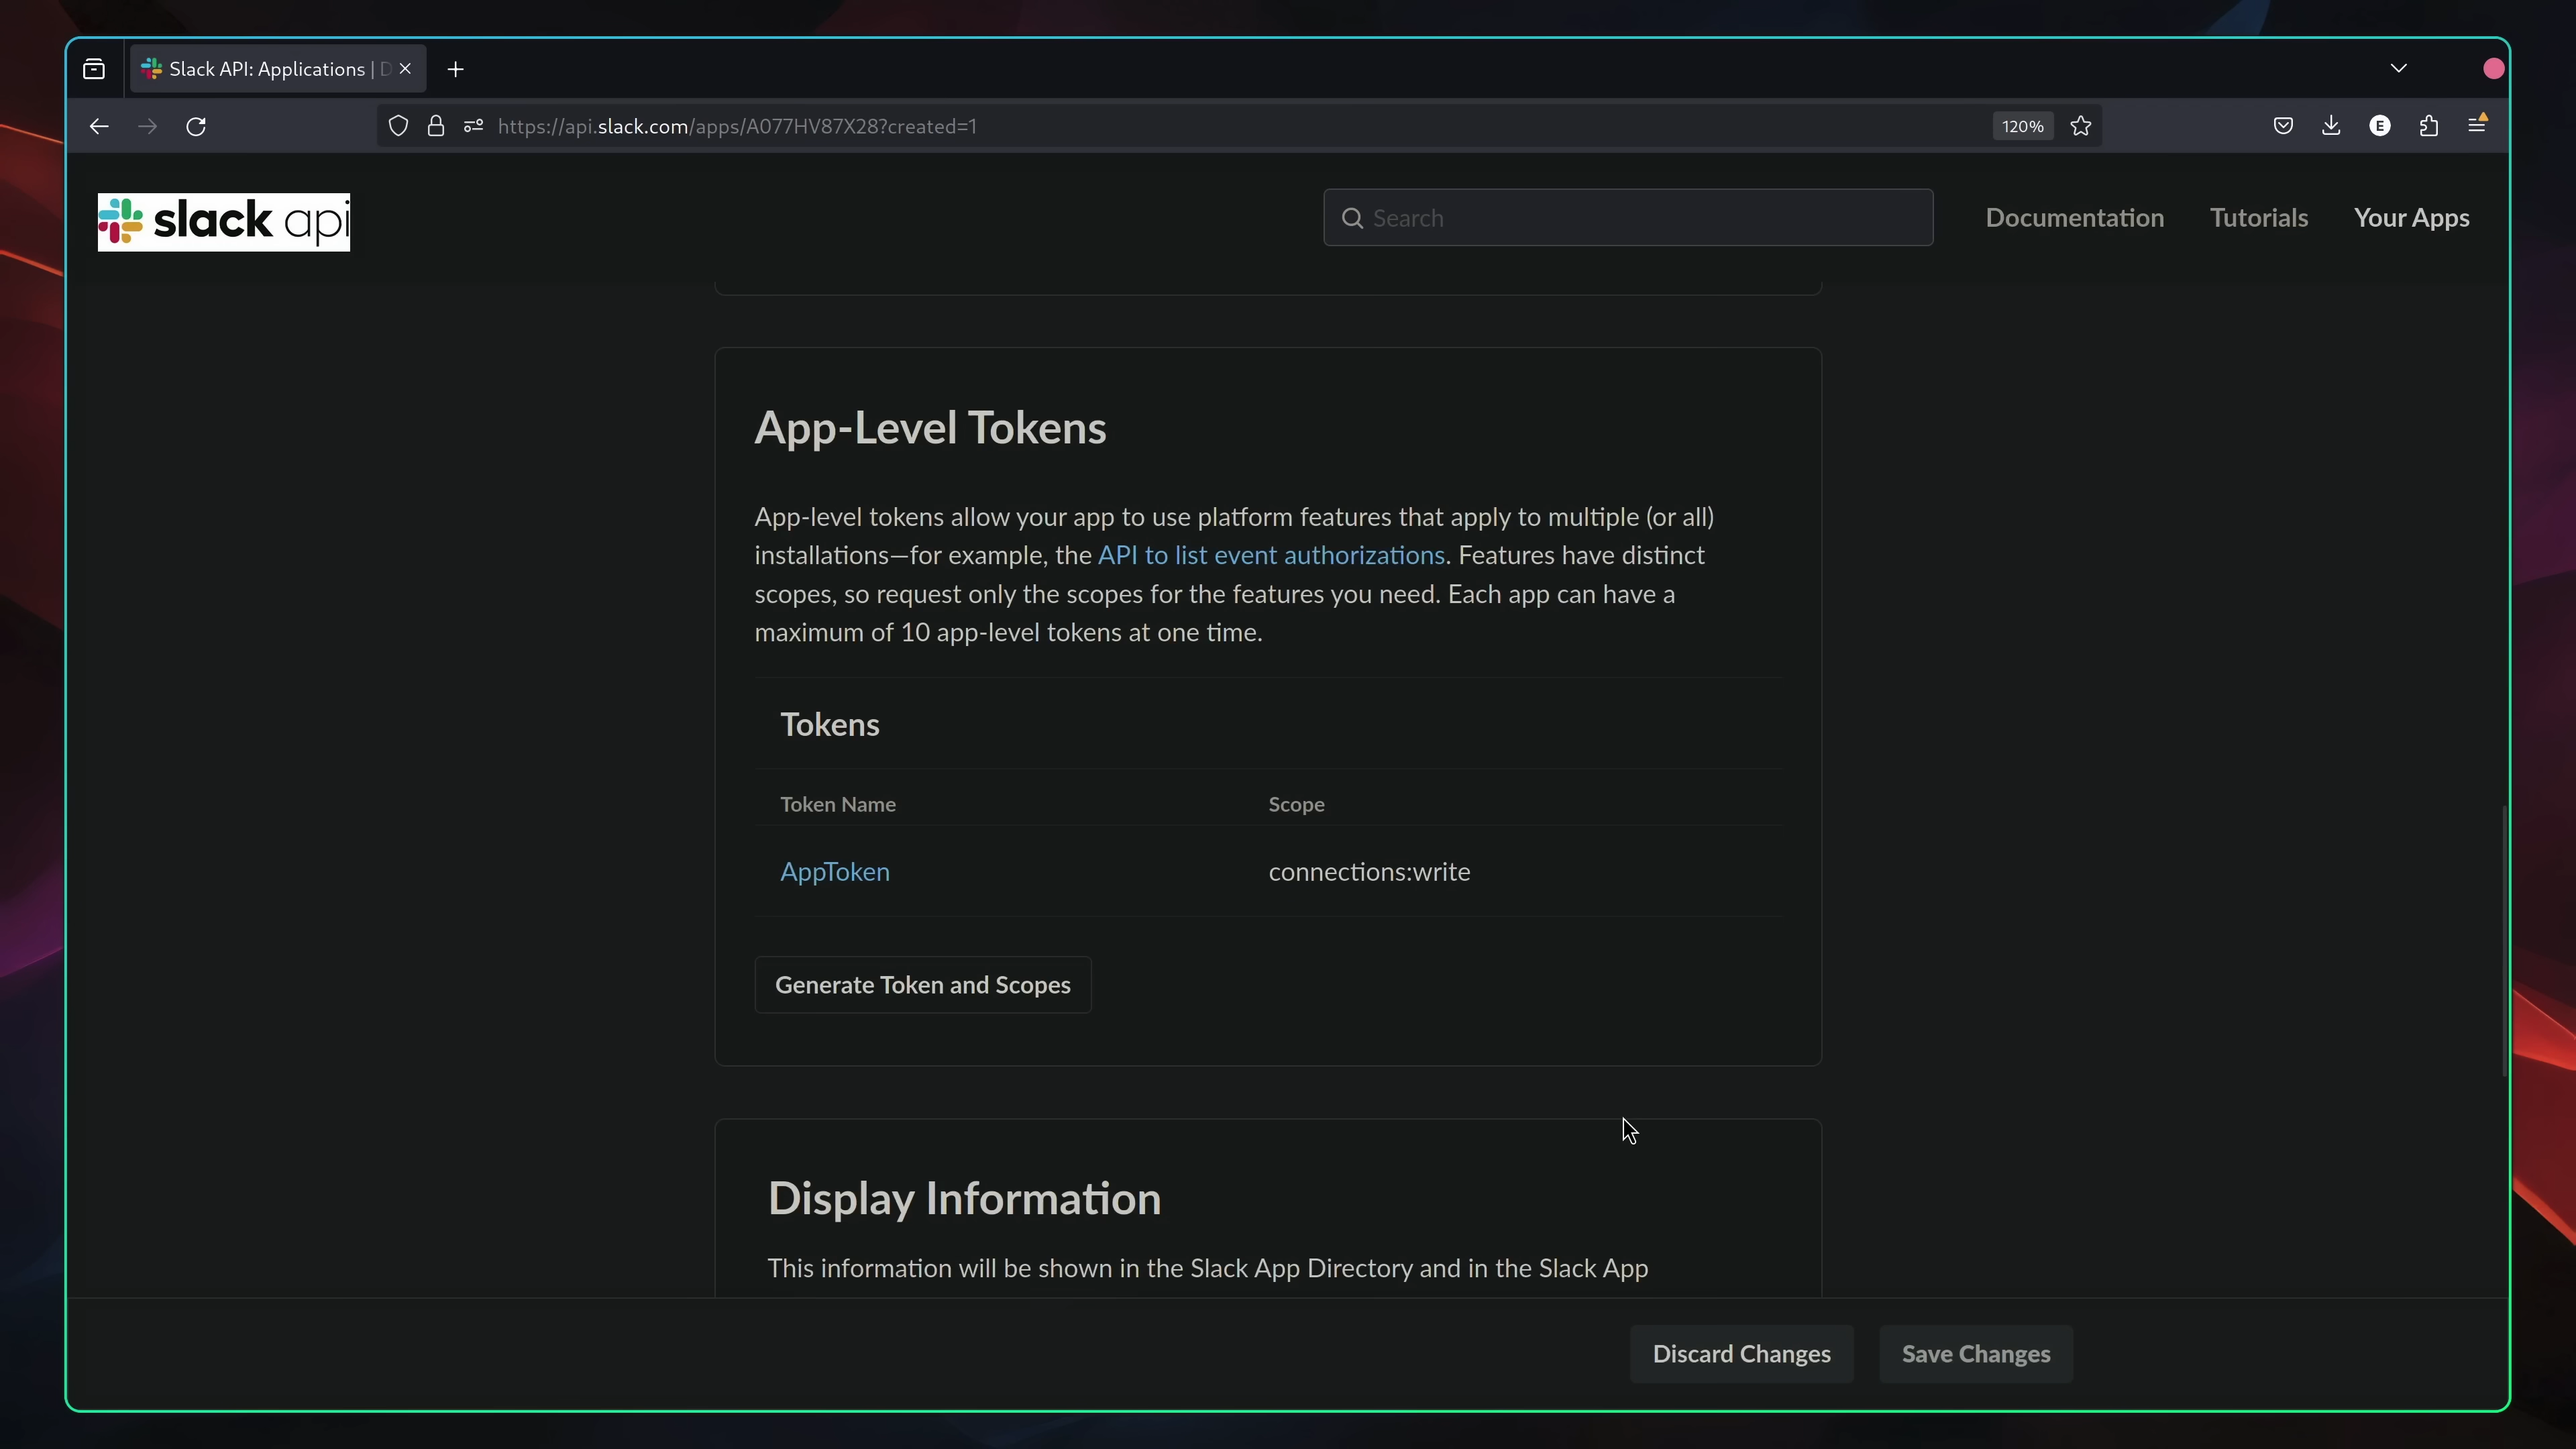 Slack API: Applications | D
https://api.slack.com/apps/A077HV87X28?created=1
120%
E
slack api
Search
Documentation
Tutorials
Your Apps
App-Level Tokens
App-level tokens allow your app to use platform features that apply to multiple (or all)
installations—for example, the API to list event authorizations. Features have distinct
scopes, so request only the scopes for the features you need. Each app can have a
maximum of 10 app-level tokens at one time.
Tokens
Token Name
Scope
AppToken
connections:write
Generate Token and Scopes
Display Information
This information will be shown in the Slack App Directory and in the Slack App
Discard Changes
Save Changes